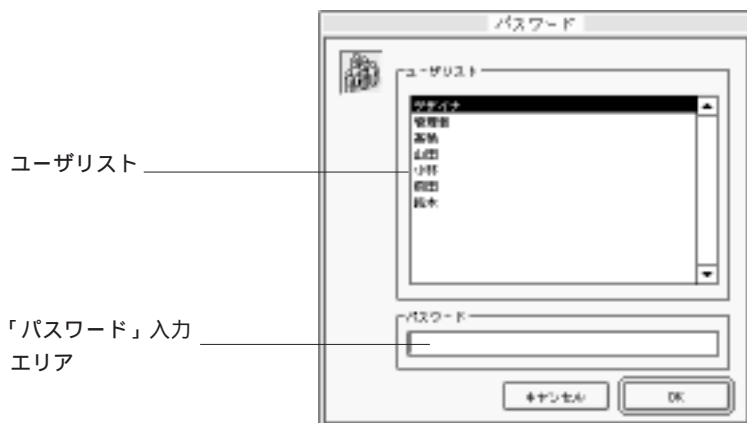 パスワード
ユーザリスト
デザイナ
管理者
高橋
山田
小林
前田
鈴木
ユーザリスト
パスワード
「パスワード」入力
エリア
キャンセル
OK